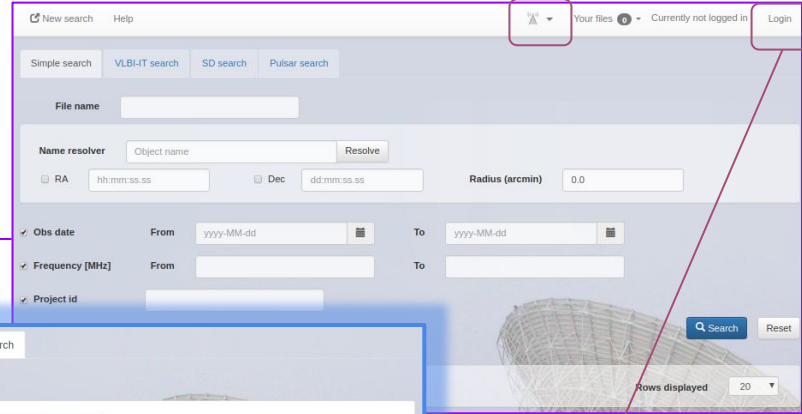 New search Help Your files 0 Currently not logged in Login
Simple search VLBI-IT search SD search Pulsar search
File name
Name resolver Object name Resolve
RA hh:mm:ss.ss Dec dd:mm:ss.ss Radius (arcmin) 0.0
Obs date From yyyy-MM-dd To yyyy-MM-dd
Frequency [MHz] From To
Project id
Search Reset
rch
Rows displayed 20